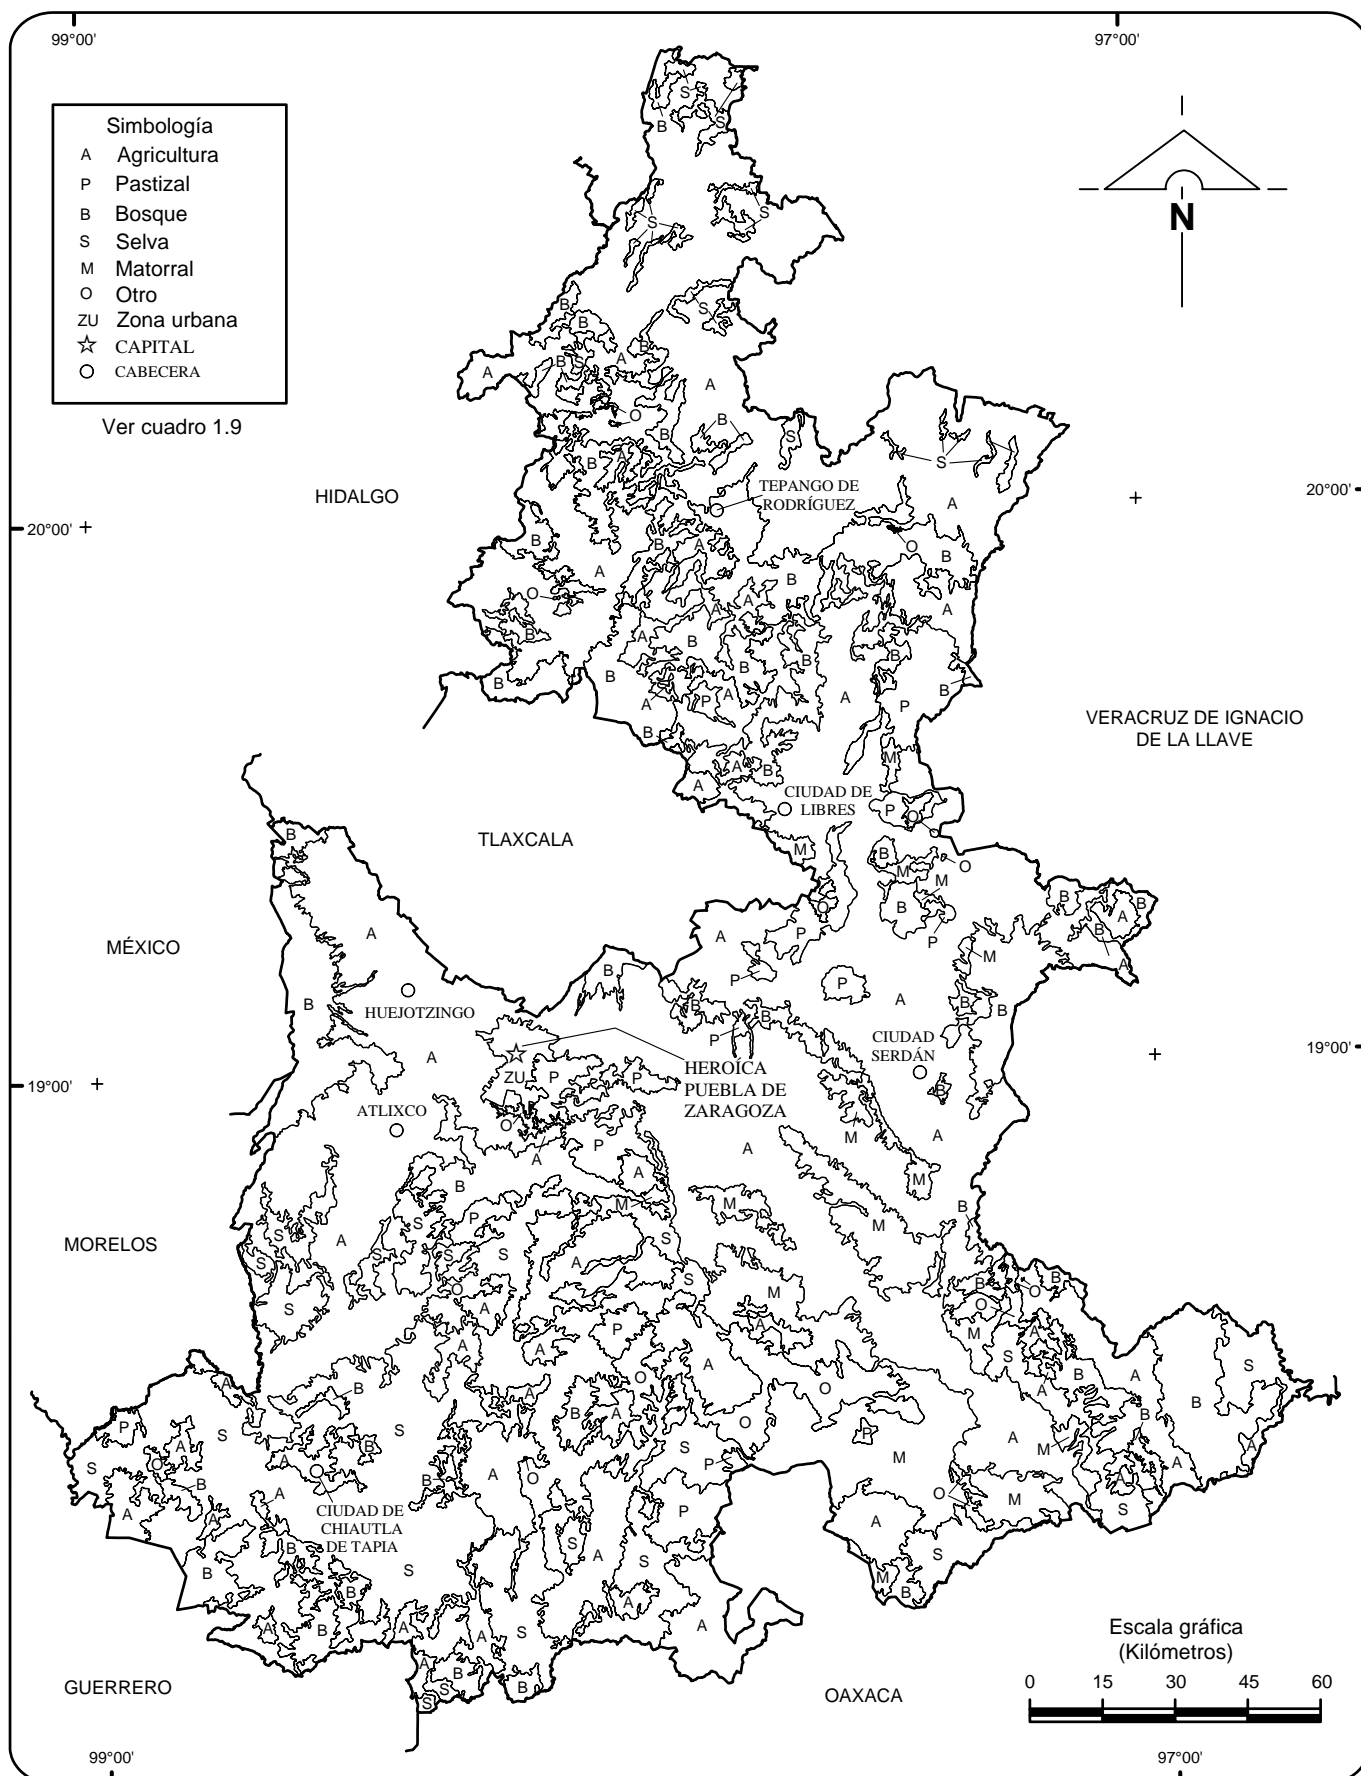 99°00'
97°00'
Simbología
A Agricultura
P Pastizal
B Bosque
S Selva
M Matorral
O Otro
ZU Zona urbana
CAPITAL
CABECERA
Ver cuadro 1.9
N
HIDALGO
20°00'
20°00'
TEPANGO DE
RODRÍGUEZ
VERACRUZ DE IGNACIO
DE LA LLAVE
CIUDAD DE
LIBRES
TLAXCALA
MÉXICO
HUEJOTZINGO
CIUDAD
SERDÁN
19°00'
19°00'
HEROÍCA
PUEBLA DE
ZARAGOZA
ZU
ATLIXCO
MORELOS
CIUDAD DE
CHIAUTLA
DE TAPIA
GUERRERO
OAXACA
Escala gráfica
(Kilómetros)
0 15 30 45 60
99°00'
97°00'